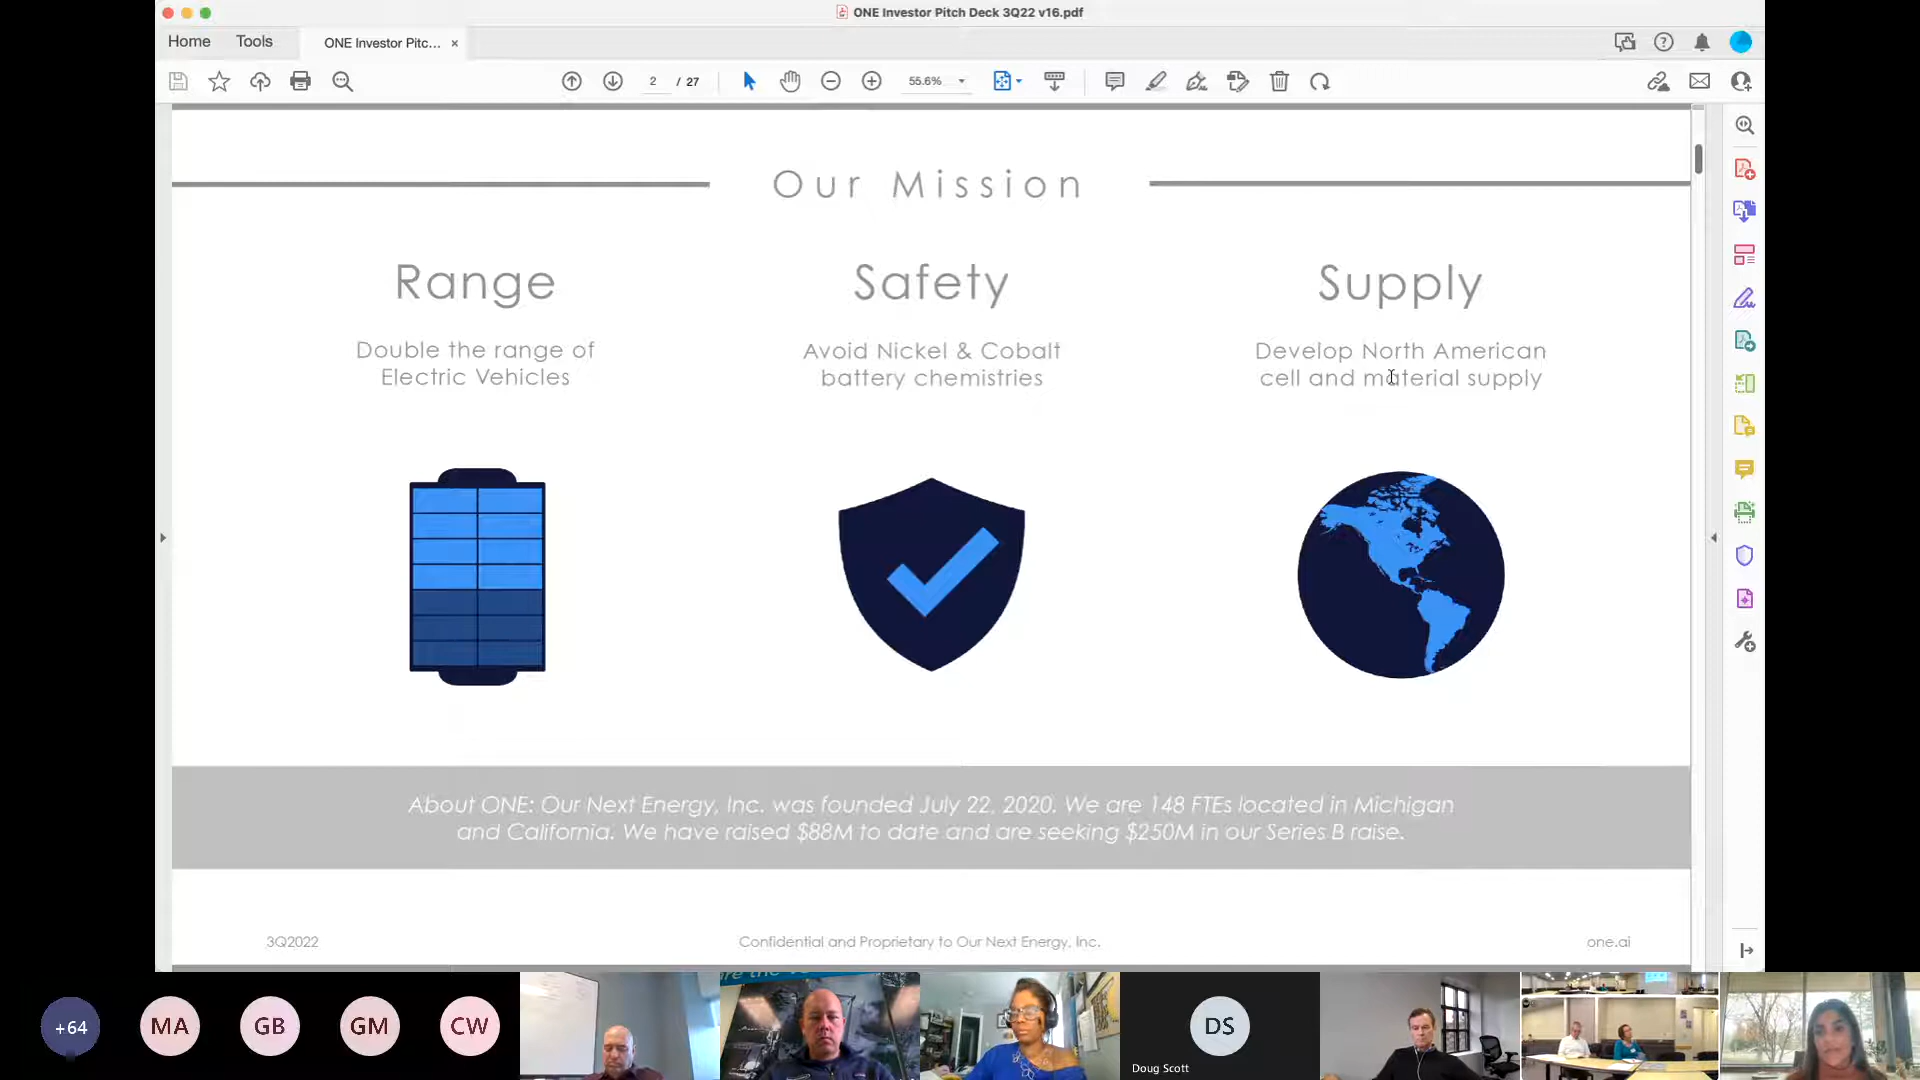 ONE Investor Pitch Deck 3Q22 v16.pdf
Home Tools ONE Investor Pitc... ×
2 / 27 55.6%
Our Mission
Range
Double the range of
Electric Vehicles
Safety
Avoid Nickel & Cobalt
battery chemistries
Supply
Develop North American
cell and material supply
About ONE: Our Next Energy, Inc. was founded July 22, 2020. We are 148 FTEs located in Michigan
and California. We have raised $88M to date and are seeking $250M in our Series B raise.
3Q2022 Confidential and Proprietary to Our Next Energy, Inc. one.ai
+64 MA GB GM CW DS
Doug Scott